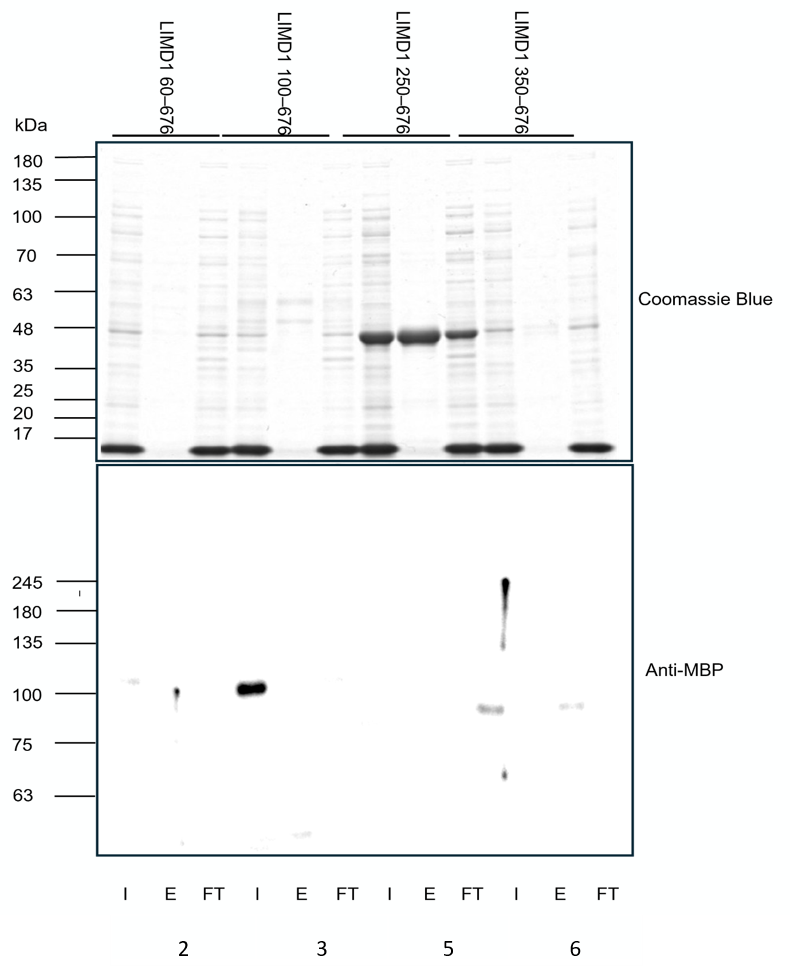 LIMD1 60–676
LIMD1 100–676
LIMD1 250–676
LIMD1 350–676
kDa
180
135
100
70
63
48
35
25
20
17
Coomassie Blue
245
180
135
100
75
63
Anti-MBP
I E FT I E FT I E FT I E FT
2 3 5 6